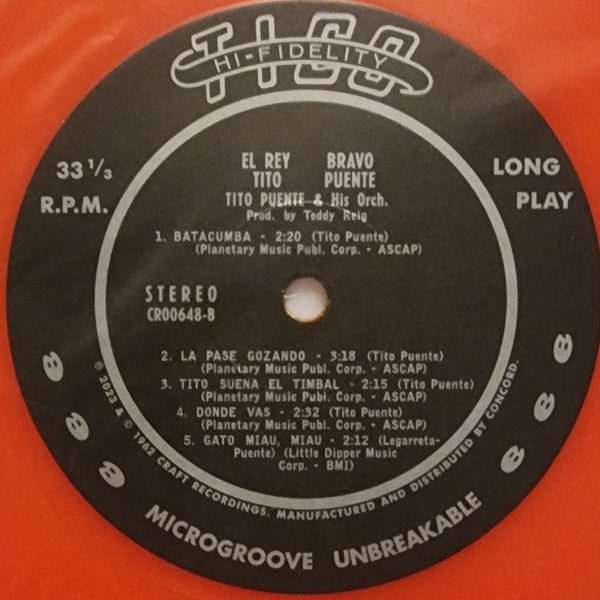 TICO
HI-FIDELITY
33 1/3
R.P.M.
LONG
PLAY
EL REY BRAVO
TITO PUENTE
TITO PUENTE & His Orch.
Prod. by Teddy Reig
1. BATACUMBA - 2:20 (Tito Puente)
(Planetary Music Publ. Corp. - ASCAP)
STEREO
CR00648-B
2. LA PASE GOZANDO - 3:18 (Tito Puente)
(Planetary Music Publ. Corp. - ASCAP)
3. TITO SUENA EL TIMBAL - 2:15 (Tito Puente)
(Planetary Music Publ. Corp. - ASCAP)
4. DONDE VAS - 2:32 (Tito Puente)
(Planetary Music Publ. Corp. - ASCAP)
5. GATO MIAU, MIAU - 2:12 (Legarreta-
Puente) (Little Dipper Music
Corp. - BMI)
℗ 2023 & © 1962 CRAFT RECORDINGS. MANUFACTURED AND DISTRIBUTED BY CONCORD.
MICROGROOVE UNBREAKABLE